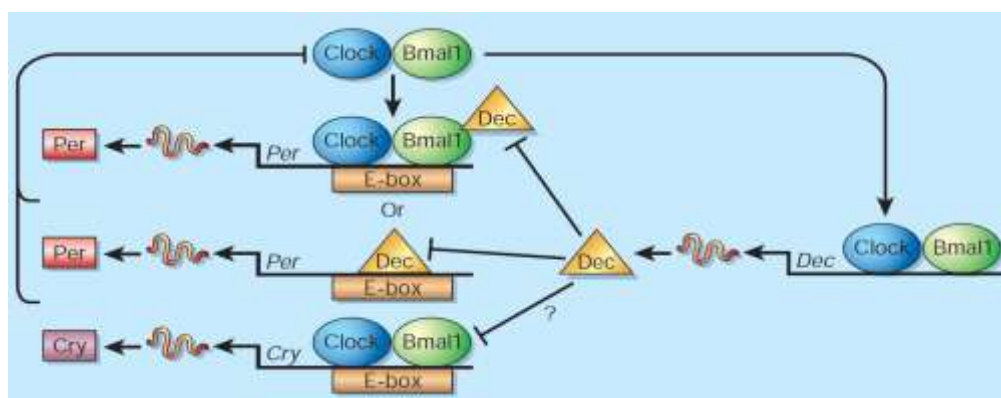 Clock Bmal1
Dec
Per Per Clock Bmal1
E-box
Or
Per Per Dec Dec Dec Clock Bmal1
E-box
?
Cry Cry Clock Bmal1
E-box